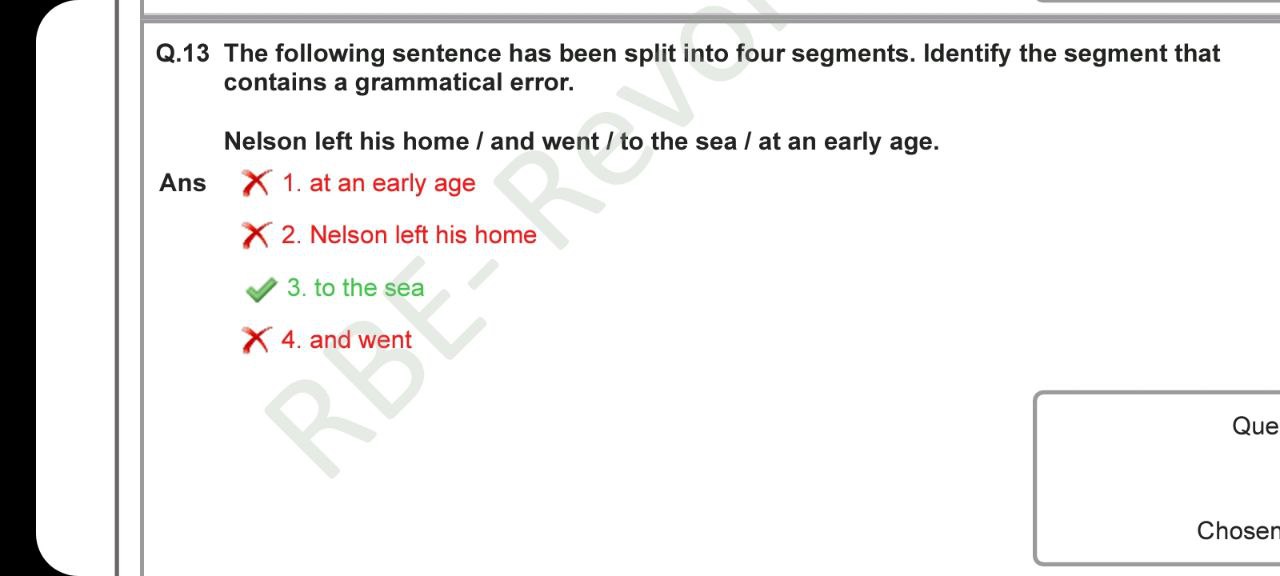 Q.13 The following sentence has been split into four segments. Identify the segment that
contains a grammatical error.
Nelson left his home / and went / to the sea / at an early age.
Ans 1. at an early age
2. Nelson left his home
3. to the sea
4. and went
RBE- Revol
Que
Chosen